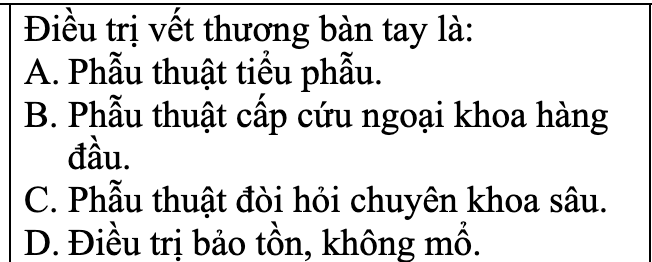 Điều trị vết thương bàn tay là:
A. Phẫu thuật tiểu phẫu.
B. Phẫu thuật cấp cứu ngoại khoa hàng
đầu.
C. Phẫu thuật đòi hỏi chuyên khoa sâu.
D. Điều trị bảo tồn, không mổ.